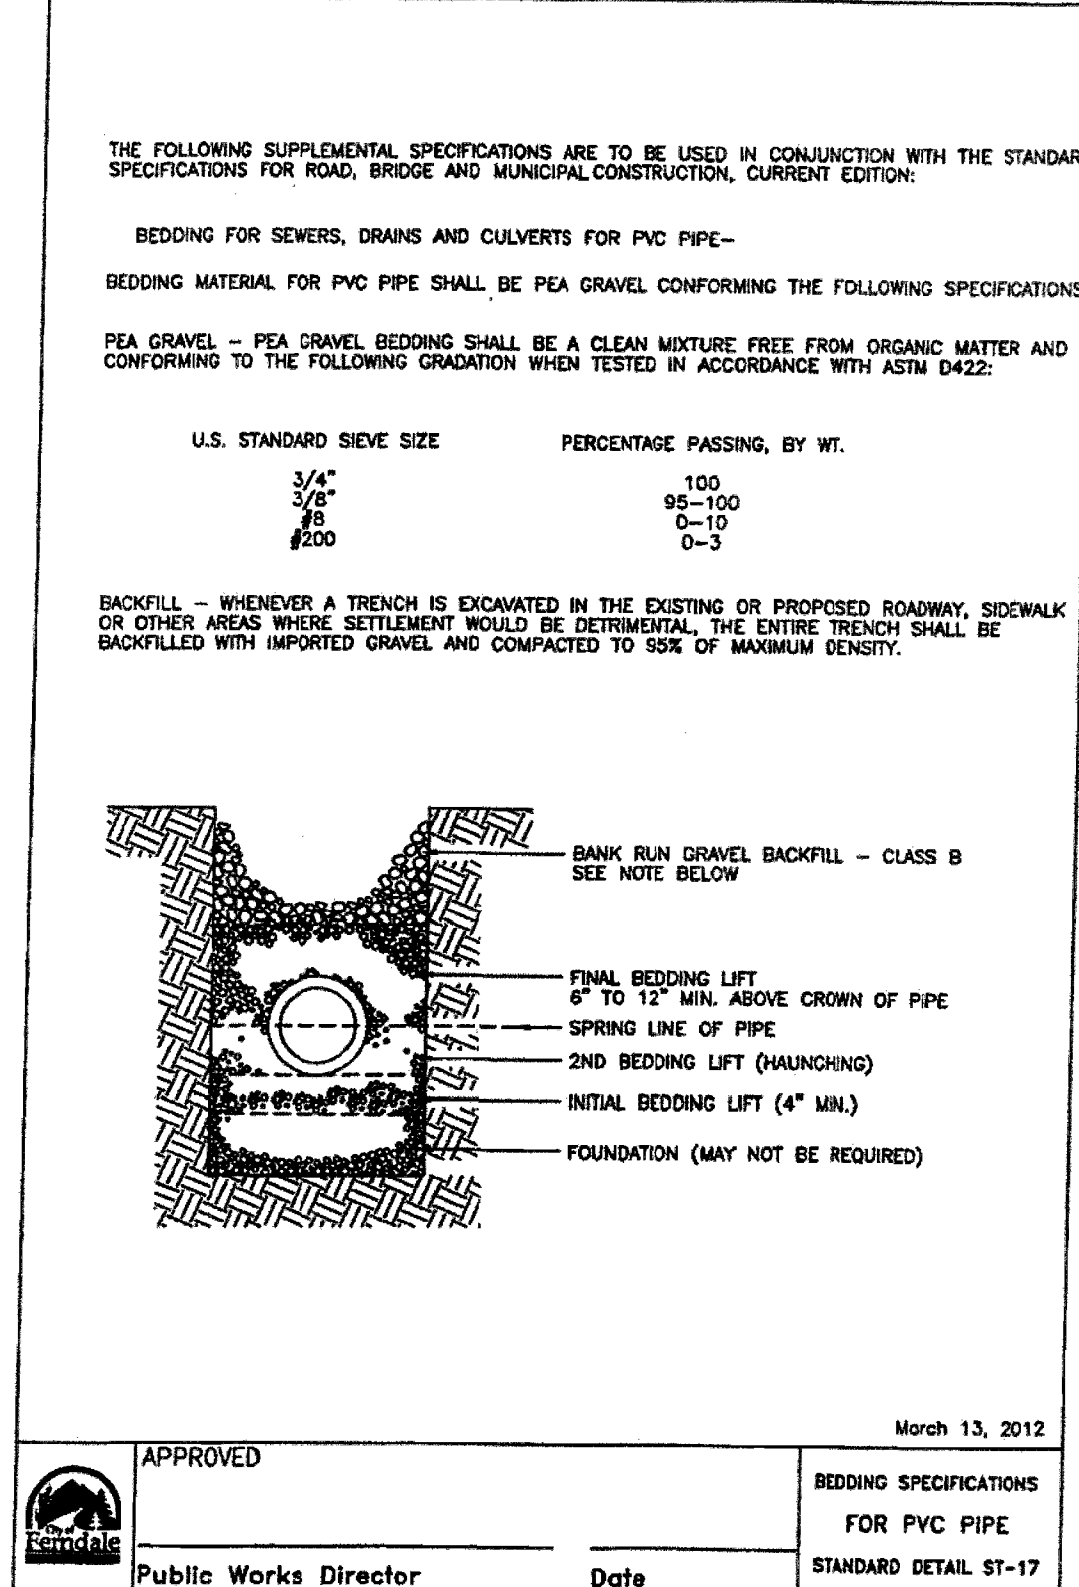 THE FOLLOWING SUPPLEMENTAL SPECIFICATIONS ARE TO BE USED IN CONJUNCTION WITH THE STANDAR
SPECIFICATIONS FOR ROAD, BRIDGE AND MUNICIPAL CONSTRUCTION, CURRENT EDITION:
BEDDING FOR SEWERS, DRAINS AND CULVERTS FOR PVC PIPE–
BEDDING MATERIAL FOR PVC PIPE SHALL BE PEA GRAVEL CONFORMING THE FOLLOWING SPECIFICATIONS
PEA GRAVEL – PEA GRAVEL BEDDING SHALL BE A CLEAN MIXTURE FREE FROM ORGANIC MATTER AND
CONFORMING TO THE FOLLOWING GRADATION WHEN TESTED IN ACCORDANCE WITH ASTM D422:
U.S. STANDARD SIEVE SIZE PERCENTAGE PASSING, BY WT.
3/4" 100
3/8" 95–100
#8 0–10
#200 0–3
BACKFILL – WHENEVER A TRENCH IS EXCAVATED IN THE EXISTING OR PROPOSED ROADWAY, SIDEWALK
OR OTHER AREAS WHERE SETTLEMENT WOULD BE DETRIMENTAL, THE ENTIRE TRENCH SHALL BE
BACKFILLED WITH IMPORTED GRAVEL AND COMPACTED TO 95% OF MAXIMUM DENSITY.
BANK RUN GRAVEL BACKFILL – CLASS B
SEE NOTE BELOW
FINAL BEDDING LIFT
6" TO 12" MIN. ABOVE CROWN OF PIPE
SPRING LINE OF PIPE
2ND BEDDING LIFT (HAUNCHING)
INITIAL BEDDING LIFT (4" MIN.)
FOUNDATION (MAY NOT BE REQUIRED)
March 13, 2012
City of
Ferndale
APPROVED
Public Works Director
Date
BEDDING SPECIFICATIONS
FOR PVC PIPE
STANDARD DETAIL ST-17